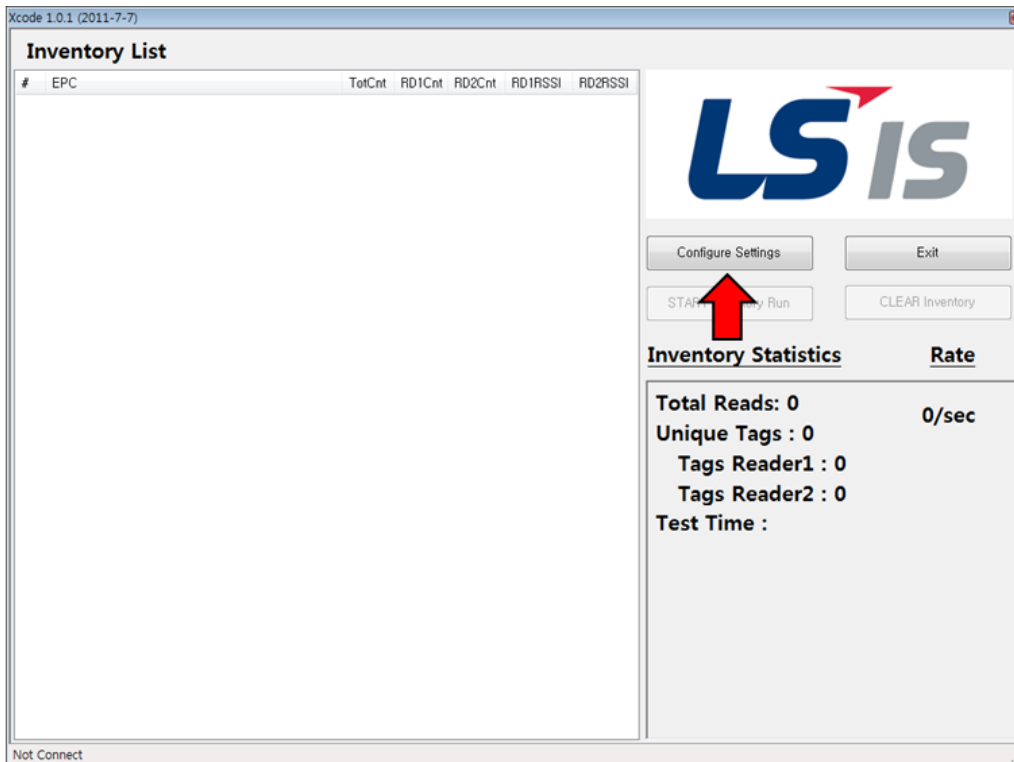 Xcode 1.0.1 (2011-7-7)
Inventory List
# EPC TotCnt RD1Cnt RD2Cnt RD1RSSI RD2RSSI
LS IS
Configure Settings Exit
CLEAR Inventory
Inventory Statistics Rate
Total Reads: 0 0/sec
Unique Tags : 0
Tags Reader1 : 0
Tags Reader2 : 0
Test Time :
Not Connect